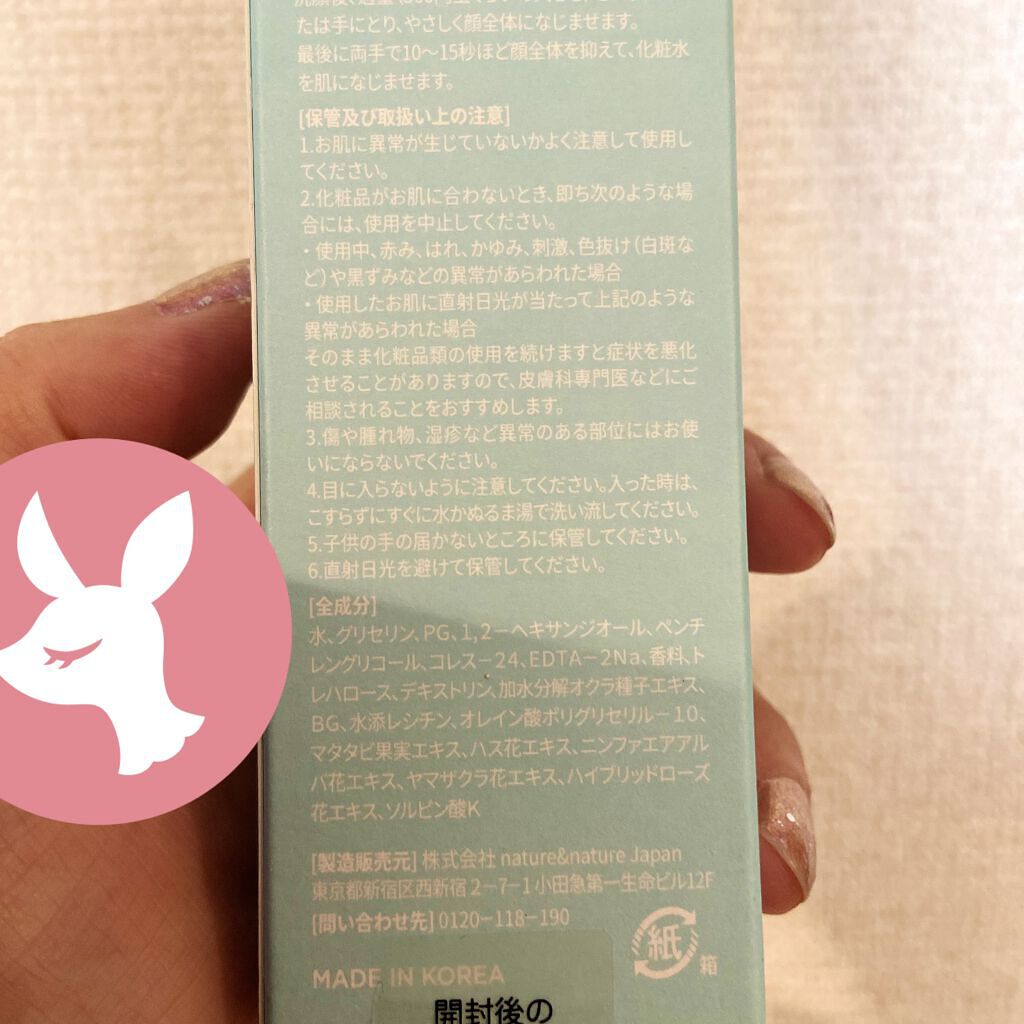 たは手にとり、やさしく顔全体になじませます。
最後に両手で10～15秒ほど顔全体を抑えて、化粧水
を肌になじませます。
[保管及び取扱い上の注意]
1.お肌に異常が生じていないかよく注意して使用し
てください。
2.化粧品がお肌に合わないとき、即ち次のような場
合には、使用を中止してください。
・使用中、赤み、はれ、かゆみ、刺激、色抜け（白斑な
ど）や黒ずみなどの異常があらわれた場合
・使用したお肌に直射日光が当たって上記のような
異常があらわれた場合
そのまま化粧品類の使用を続けますと症状を悪化
させることがありますので、皮膚科専門医などにご
相談されることをおすすめします。
3.傷や腫れ物、湿疹など異常のある部位にはお使
いにならないでください。
4.目に入らないように注意してください。入った時は、
こすらずにすぐに水かぬるま湯で洗い流してください。
5.子供の手の届かないところに保管してください。
6.直射日光を避けて保管してください。
[全成分]
水、グリセリン、PG、1,2－ヘキサンジオール、ペンチ
レングリコール、コレス－24、EDTA－2Na、香料、ト
レハロース、デキストリン、加水分解オクラ種子エキス、
BG、水添レシチン、オレイン酸ポリグリセリル－10、
マタタビ果実エキス、ハス花エキス、ニンファエアアル
バ花エキス、ヤマザクラ花エキス、ハイブリッドローズ
花エキス、ソルビン酸K
[製造販売元] 株式会社 nature&nature Japan
東京都新宿区西新宿 2－7－1 小田急第一生命ビル12F
[問い合わせ先] 0120－118－190
紙
箱
MADE IN KOREA
開封後の